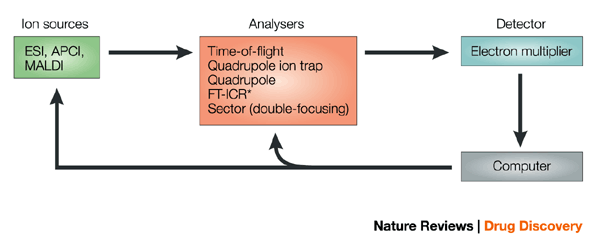 Ion sources
ESI, APCI,
MALDI
Analysers
Time-of-flight
Quadrupole ion trap
Quadrupole
FT-ICR*
Sector (double-focusing)
Detector
Electron multiplier
Computer
Nature Reviews | Drug Discovery